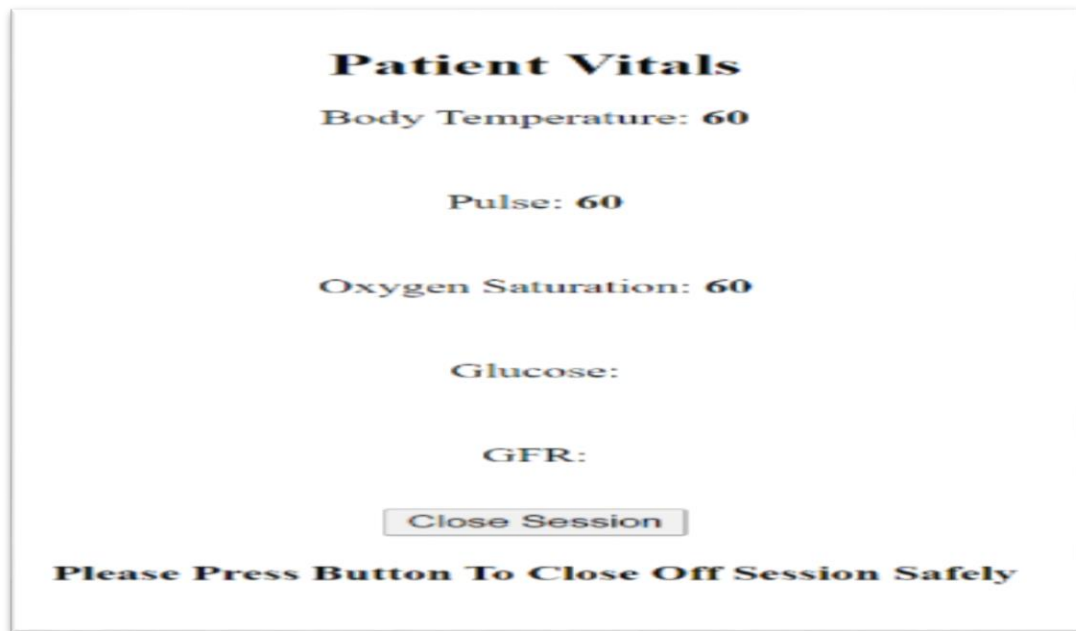 Patient Vitals
Body Temperature: 60
Pulse: 60
Oxygen Saturation: 60
Glucose:
GFR:
Close Session
Please Press Button To Close Off Session Safely